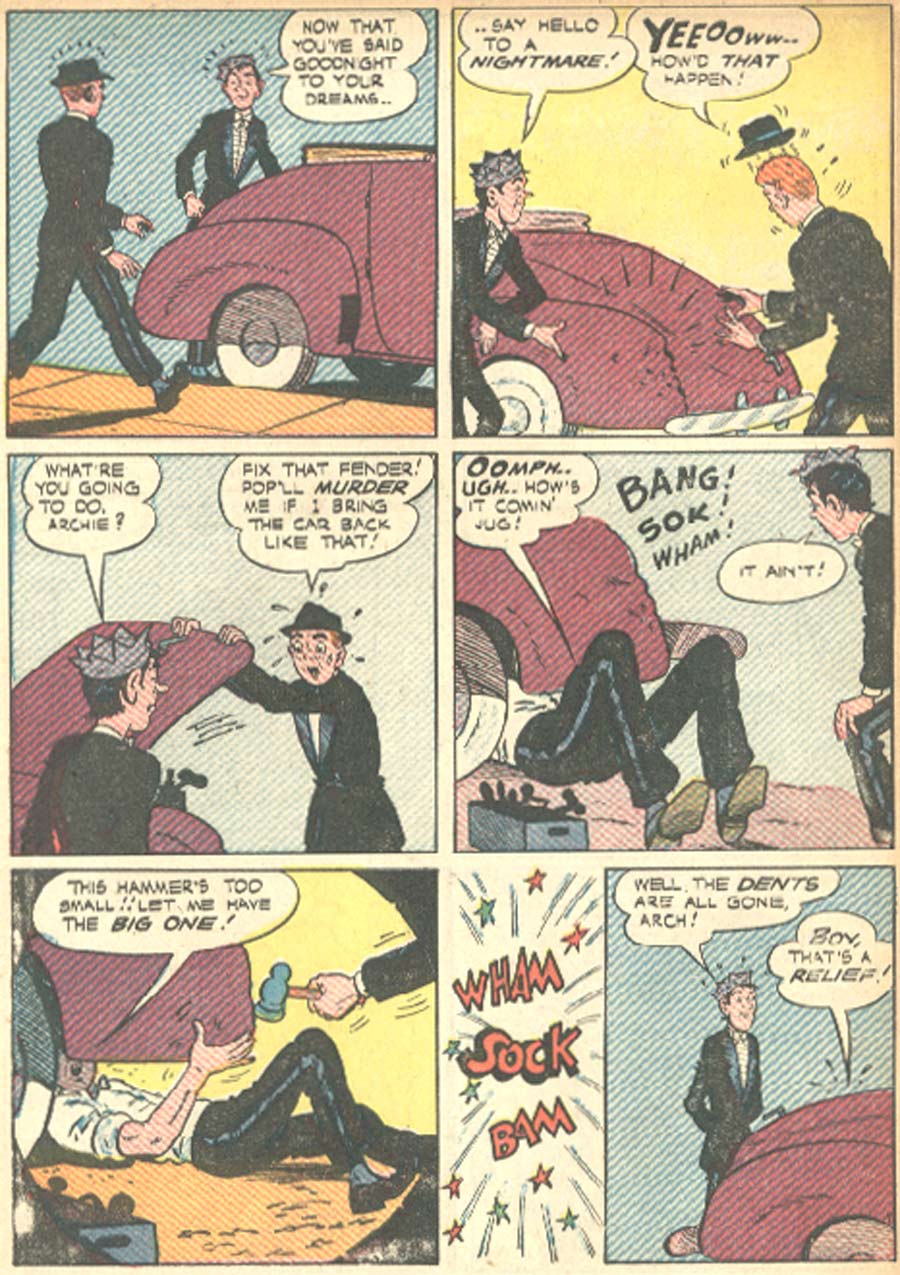 NOW THAT
YOU'VE SAID
GOODNIGHT
TO YOUR
DREAMS..
..SAY HELLO
TO A
NIGHTMARE!
YEEOOWW--
HOW'D THAT
HAPPEN!
WHAT'RE
YOU GOING
TO DO,
ARCHIE?
FIX THAT FENDER!
POP'LL MURDER
ME IF I BRING
THE CAR BACK
LIKE THAT!
OOMPH..
UGH.. HOW'S
IT COMIN'
JUG!
BANG!
SOK!
WHAM!
IT AIN'T!
THIS HAMMER'S TOO
SMALL!! LET ME HAVE
THE BIG ONE!
WHAM
SOCK
BAM
WELL, THE DENTS
ARE ALL GONE,
ARCH!
BOY,
THAT'S A
RELIEF!